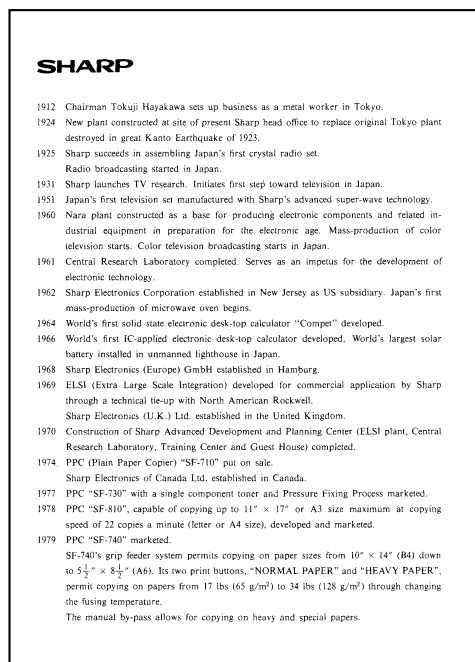 SHARP
1912 Chairman Tokuji Hayakawa sets up business as a metal worker in Tokyo.
1924 New plant constructed at site of present Sharp head office to replace original Tokyo plant
destroyed in great Kanto Earthquake of 1923.
1925 Sharp succeeds in assembling Japan's first crystal radio set.
Radio broadcasting started in Japan.
1931 Sharp launches TV research. Initiates first step toward television in Japan.
1951 Japan's first television set manufactured with Sharp's advanced super-wave technology.
1960 Nara plant constructed as a base for producing electronic components and related in-
dustrial equipment in preparation for the electronic age. Mass-production of color
television starts. Color television broadcasting starts in Japan.
1961 Central Research Laboratory completed. Serves as an impetus for the development of
electronic technology.
1962 Sharp Electronics Corporation established in New Jersey as US subsidiary. Japan's first
mass-production of microwave oven begins.
1964 World's first solid state electronic desk-top calculator "Compet" developed.
1966 World's first IC-applied electronic desk-top calculator developed. World's largest solar
battery installed in unmanned lighthouse in Japan.
1968 Sharp Electronics (Europe) GmbH established in Hamburg.
1969 ELSI (Extra Large Scale Integration) developed for commercial application by Sharp
through a technical tie-up with North American Rockwell.
Sharp Electronics (U.K.) Ltd. established in the United Kingdom.
1970 Construction of Sharp Advanced Development and Planning Center (ELSI plant, Central
Research Laboratory, Training Center and Guest House) completed.
1974 PPC (Plain Paper Copier) "SF-710" put on sale.
Sharp Electronics of Canada Ltd. established in Canada.
1977 PPC "SF-730" with a single component toner and Pressure Fixing Process marketed.
1978 PPC "SF-810", capable of copying up to 11" × 17" or A3 size maximum at copying
speed of 22 copies a minute (letter or A4 size), developed and marketed.
1979 PPC "SF-740" marketed.
SF-740's grip feeder system permits copying on paper sizes from 10" × 14" (B4) down
to 5 1/2" × 8 1/2" (A6). Its two print buttons, "NORMAL PAPER" and "HEAVY PAPER",
permit copying on papers from 17 lbs (65 g/m²) to 34 lbs (128 g/m²) through changing
the fusing temperature.
The manual by-pass allows for copying on heavy and special papers.